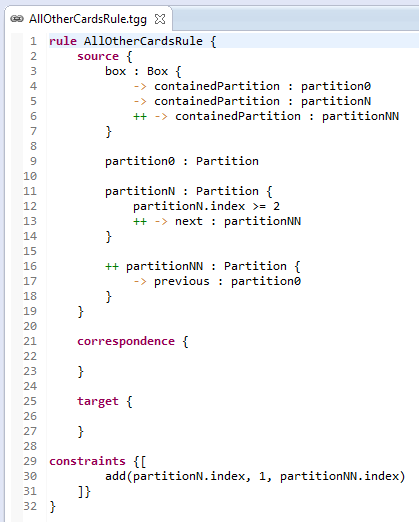 AllOtherCardsRule.tgg
1 rule AllOtherCardsRule {
2 source {
3 box : Box {
4 -> containedPartition : partition0
5 -> containedPartition : partitionN
6 ++ -> containedPartition : partitionNN
7 }
8
9 partition0 : Partition
10
11 partitionN : Partition {
12 partitionN.index >= 2
13 ++ -> next : partitionNN
14 }
15
16 ++ partitionNN : Partition {
17 -> previous : partition0
18 }
19 }
20
21 correspondence {
22
23 }
24
25 target {
26
27 }
28
29 constraints {[
30 add(partitionN.index, 1, partitionNN.index)
31 ]}
32 }